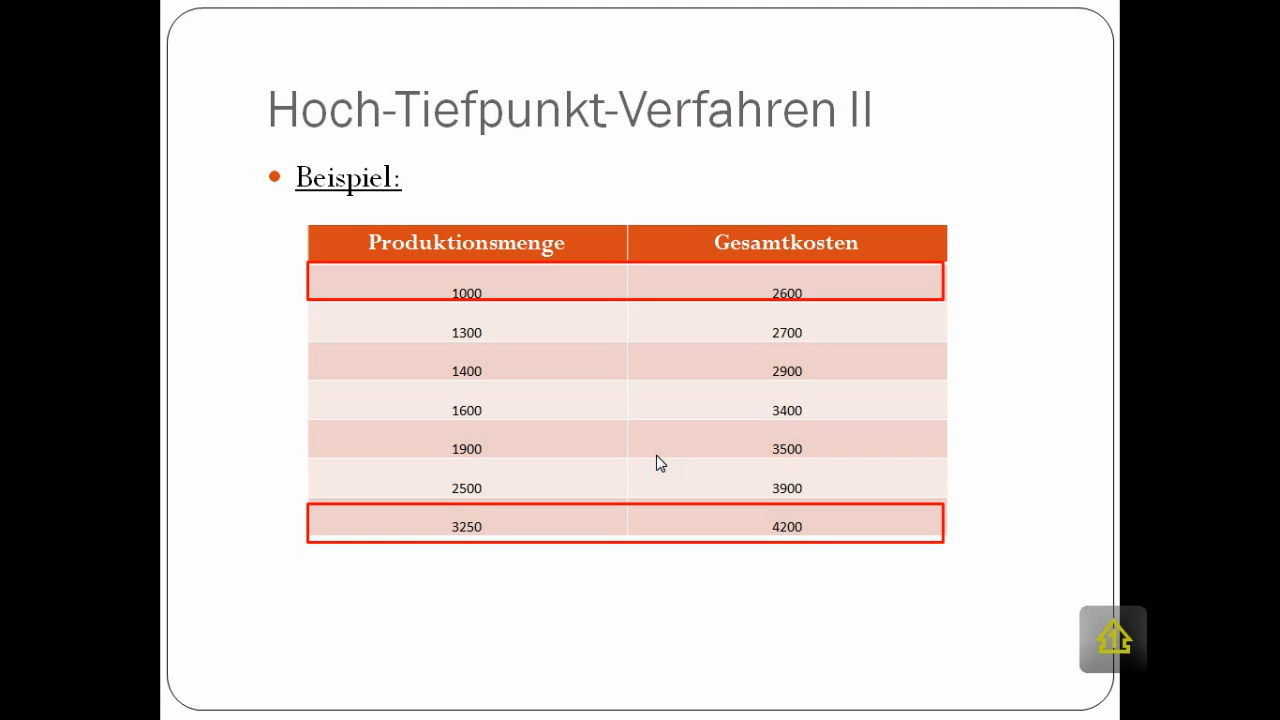 Hoch-Tiefpunkt-Verfahren II
Beispiel:
Produktionsmenge Gesamtkosten
1000 2600
1300 2700
1400 2900
1600 3400
1900 3500
2500 3900
3250 4200
1